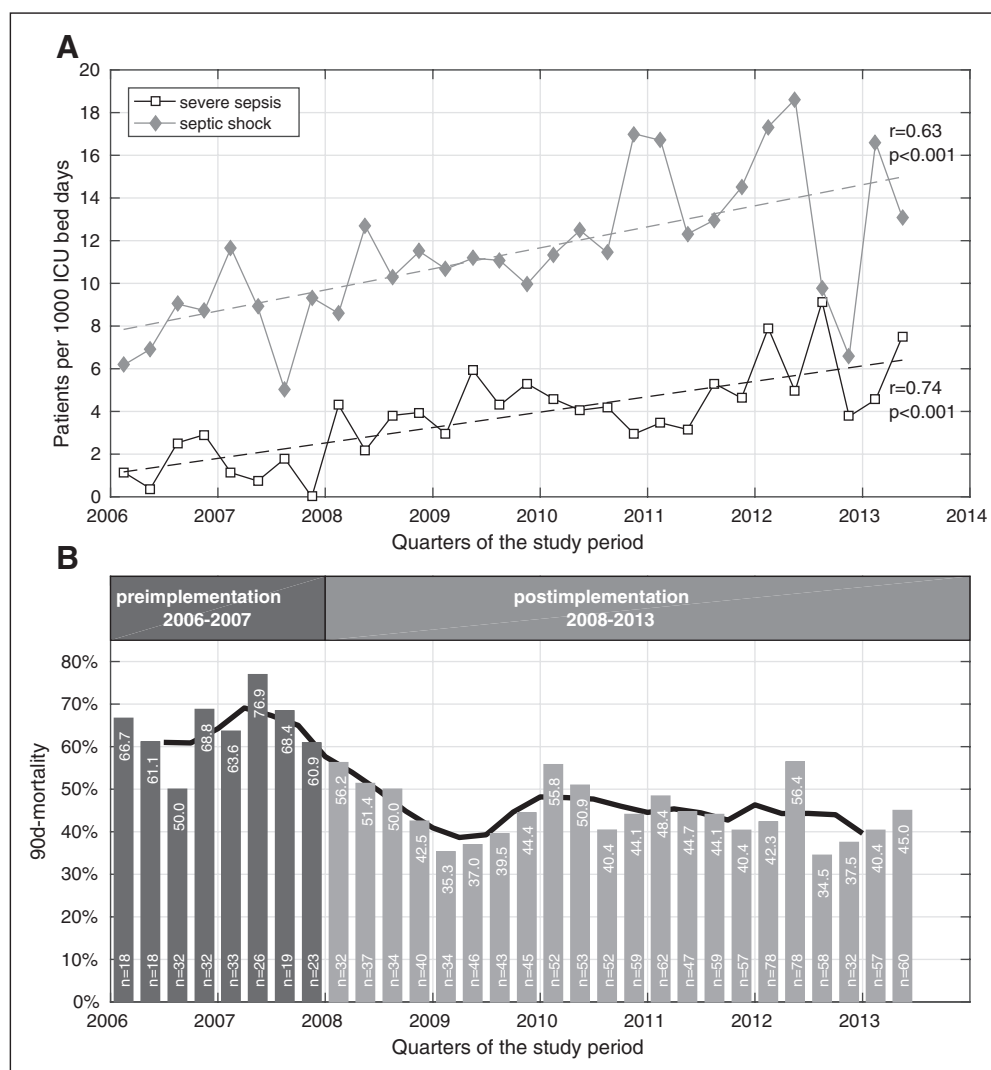 A
20
18
16
14
12
10
8
6
4
2
0
Patients per 1000 ICU bed days
severe sepsis
septic shock
r=0.63
p<0.001
r=0.74
p<0.001
2006 2007 2008 2009 2010 2011 2012 2013 2014
Quarters of the study period
B
preimplementation
2006-2007
postimplementation
2008-2013
80%
70%
60%
50%
40%
30%
20%
10%
0%
90d-mortality
66.7 61.1 50.0 68.8 63.6 76.9 68.4 60.9 56.2 51.4 50.0 42.5 35.3 37.0 39.5 44.4 55.8 50.9 40.4 44.1 48.4 44.7 44.1 40.4 42.3 56.4 34.5 37.5 40.4 45.0
n=18 n=18 n=32 n=32 n=33 n=26 n=19 n=23 n=32 n=37 n=34 n=40 n=34 n=46 n=43 n=45 n=52 n=53 n=52 n=59 n=62 n=47 n=59 n=57 n=78 n=78 n=58 n=32 n=57 n=60
2006 2007 2008 2009 2010 2011 2012 2013
Quarters of the study period